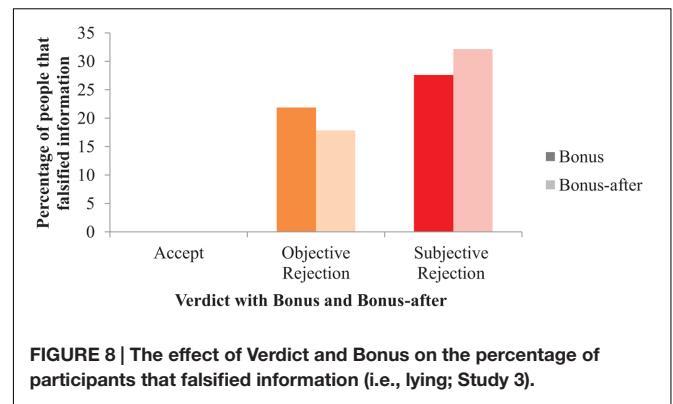 Percentage of people that
falsified information
35
30
25
20
15
10
5
0
Accept
Objective
Rejection
Subjective
Rejection
Verdict with Bonus and Bonus-after
Bonus
Bonus-after
FIGURE 8 | The effect of Verdict and Bonus on the percentage of
participants that falsified information (i.e., lying; Study 3).